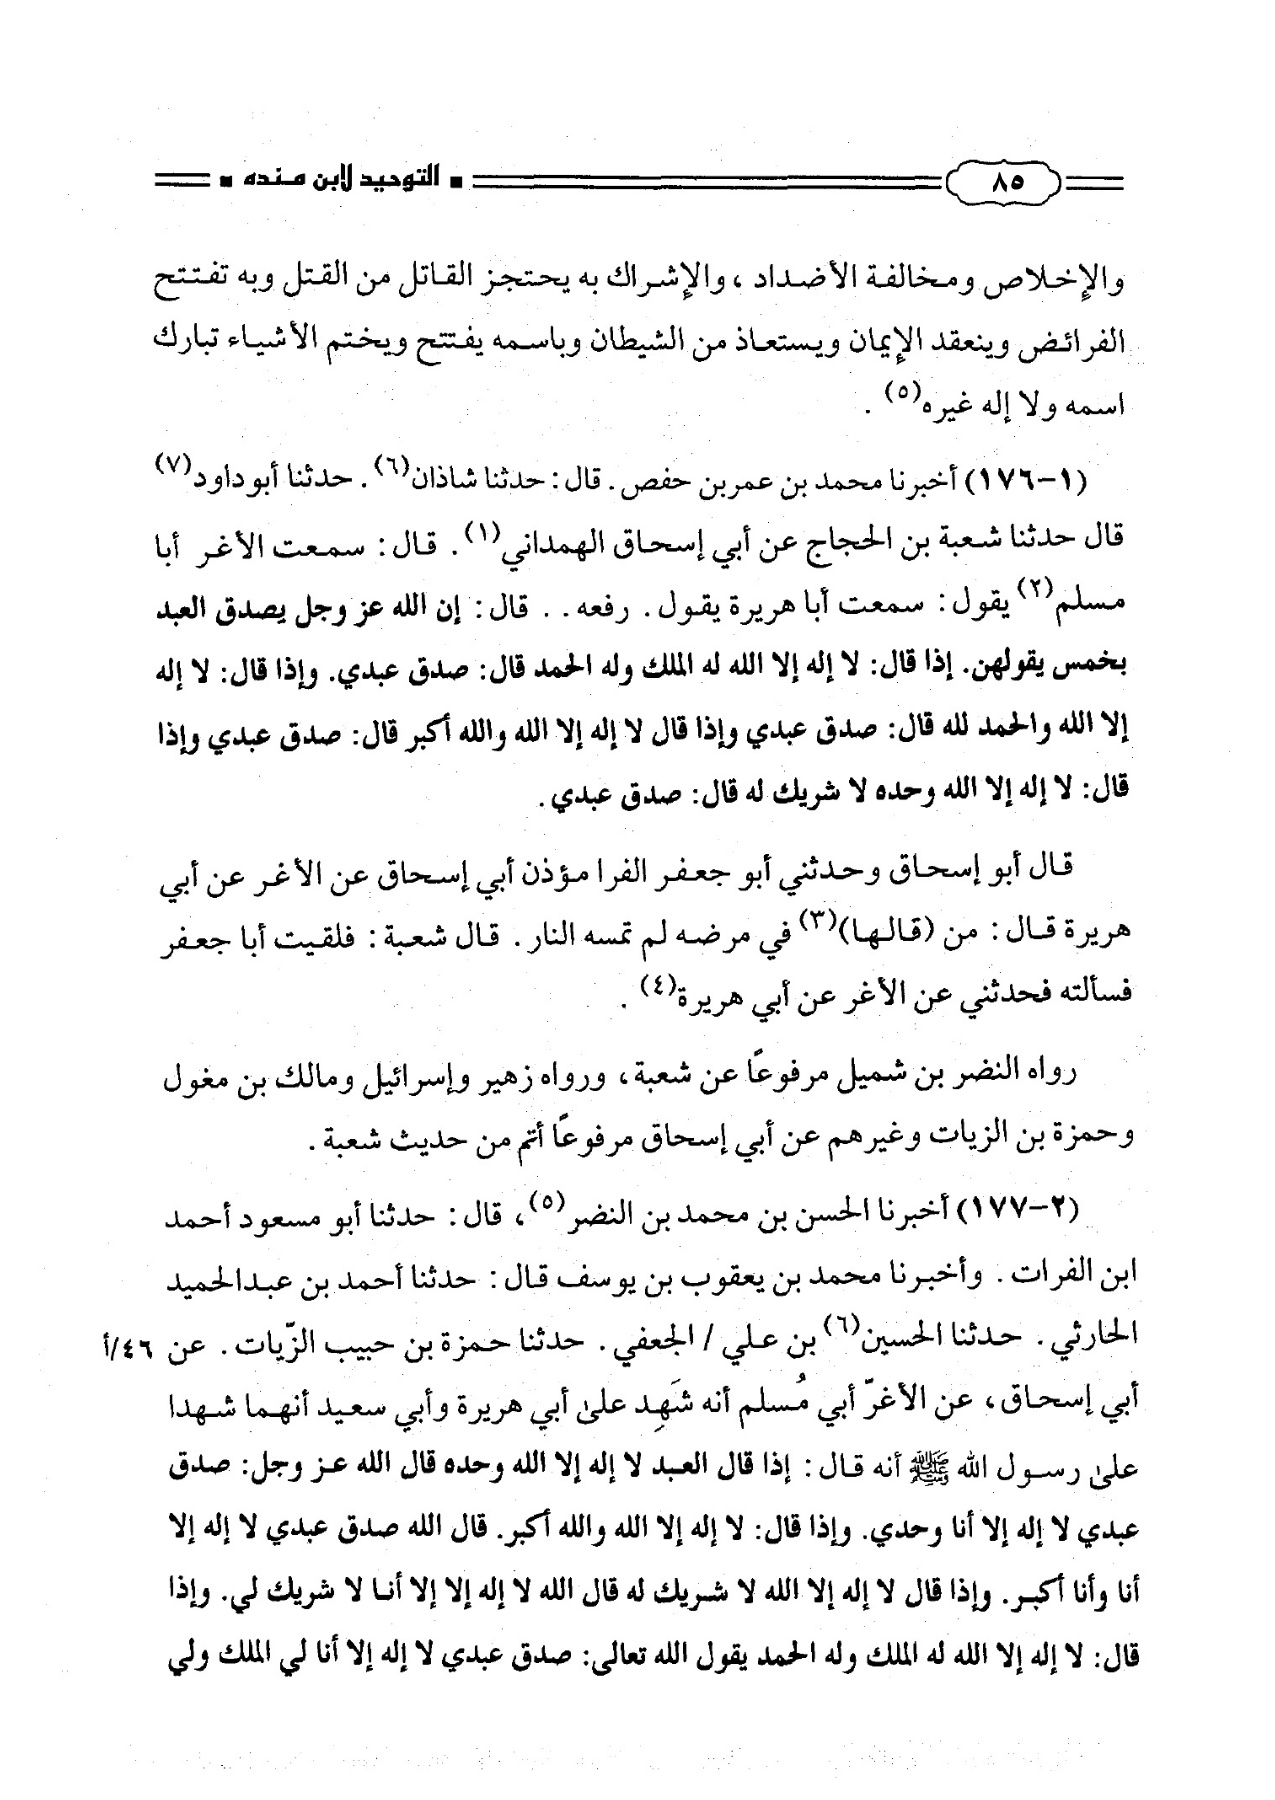 ٨٥
▪ التوحيد لابن منده ▪
والإخلاص ومخالفة الأضداد، والإشراك به يحتجز القاتل من القتل وبه تفتتح
الفرائض وينعقد الإيمان ويستعاذ من الشيطان وباسمه يفتتح ويختم الأشياء تبارك
اسمه ولا إله غيره(٥) .
(١-١٧٦) أخبرنا محمد بن عمر بن حفص. قال: حدثنا شاذان(٦). حدثنا أبو داود(٧)
قال حدثنا شعبة بن الحجاج عن أبي إسحاق الهمداني(١). قال: سمعت الأغر أبا
مسلم(٢) يقول: سمعت أبا هريرة يقول. رفعه.. قال: إن الله عز وجل يصدق العبد
بخمس يقولهن. إذا قال: لا إله إلا الله له الملك وله الحمد قال: صدق عبدي. وإذا قال: لا إله
إلا الله والحمد لله قال: صدق عبدي وإذا قال لا إله إلا الله والله أكبر قال: صدق عبدي وإذا
قال: لا إله إلا الله وحده لا شريك له قال: صدق عبدي.
قال أبو إسحاق وحدثني أبو جعفر الفرا مؤذن أبي إسحاق عن الأغر عن أبي
هريرة قال: من (قالها)(٣) في مرضه لم تمسه النار. قال شعبة: فلقيت أبا جعفر
فسألته فحدثني عن الأغر عن أبي هريرة(٤) .
رواه النضر بن شميل مرفوعًا عن شعبة، ورواه زهير وإسرائيل ومالك بن مغول
وحمزة بن الزيات وغيرهم عن أبي إسحاق مرفوعًا أتم من حديث شعبة.
(٢-١٧٧) أخبرنا الحسن بن محمد بن النضر(٥)، قال: حدثنا أبو مسعود أحمد
ابن الفرات. وأخبرنا محمد بن يعقوب بن يوسف قال: حدثنا أحمد بن عبدالحميد
الحارثي. حدثنا الحسين(٦) بن علي / الجعفي. حدثنا حمزة بن حبيب الزّيات. عن ٤٦/أ
أبي إسحاق، عن الأغرّ أبي مُسلم أنه شَهِد علىٰ أبي هريرة وأبي سعيد أنهما شهدا
علىٰ رسول الله ﷺ أنه قال: إذا قال العبد لا إله إلا الله وحده قال الله عز وجل: صدق
عبدي لا إله إلا أنا وحدي. وإذا قال: لا إله إلا الله والله أكبر. قال الله صدق عبدي لا إله إلا
أنا وأنا أكبر. وإذا قال لا إله إلا الله لا شريك له قال الله لا إله إلا إلا أنا لا شريك لي. وإذا
قال: لا إله إلا الله له الملك وله الحمد يقول الله تعالى: صدق عبدي لا إله إلا أنا لي الملك ولي